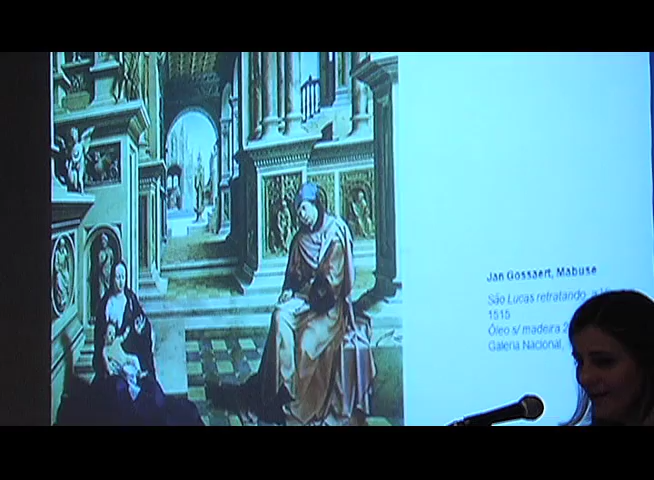 Jan Gossaert, Mabuse
São Lucas retratando a
1515
Óleo s/ madeira
Galeria Nacional,